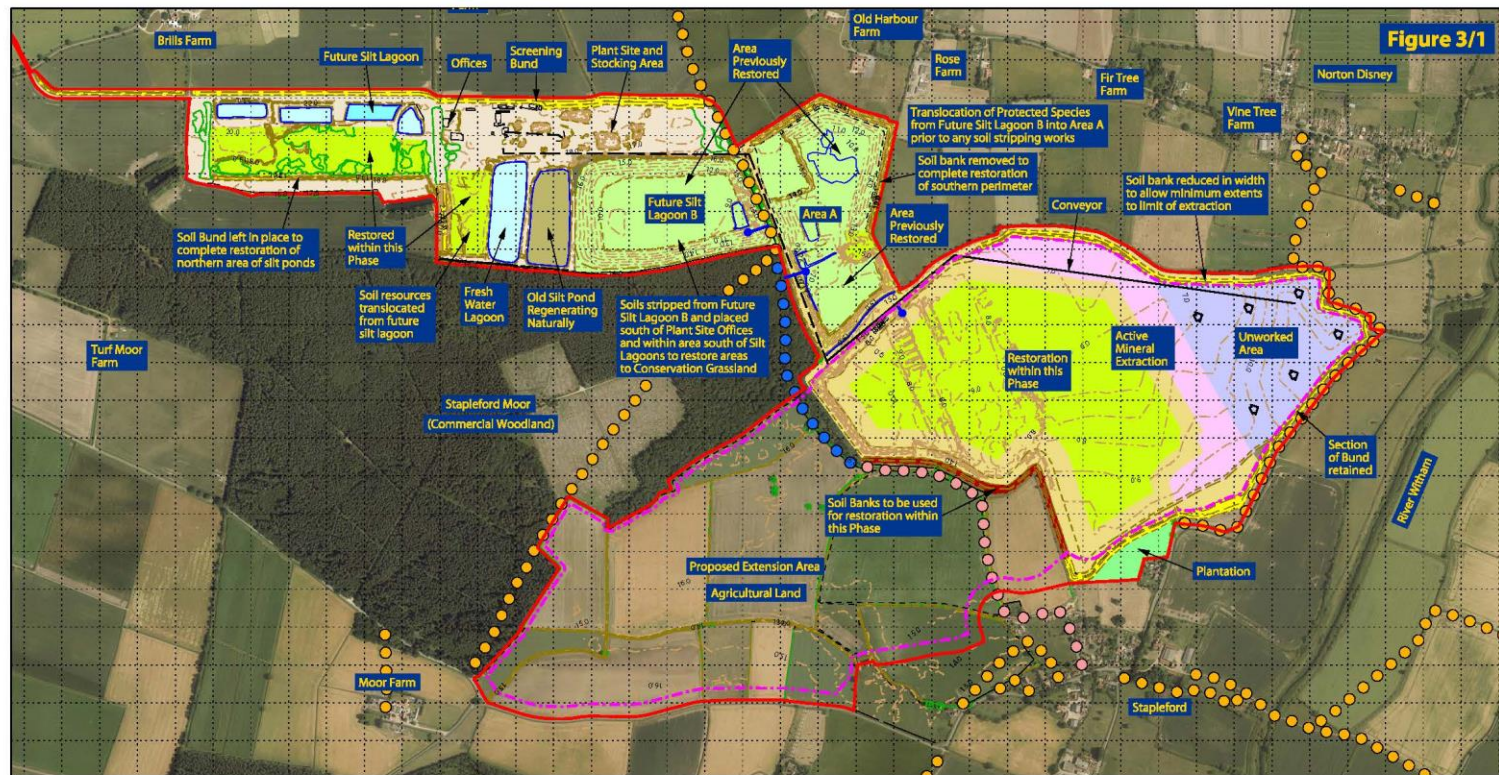 Figure 3/1
Brills Farm
Future Silt Lagoon
Offices
Screening
Bund
Plant Site and
Stocking Area
Area
Previously
Restored
Old Harbour
Farm
Rose
Farm
Fir Tree
Farm
Norton Disney
Vine Tree
Farm
Translocation of Protected Species
from Future Silt Lagoon B into Area A
prior to any soil stripping works
Soil bank removed to
complete restoration
of southern perimeter
Soil bank reduced in width
to allow minimum extents
to limit of extraction
Conveyor
Future Silt
Lagoon B
Area A
Area
Previously
Restored
Soil Bund left in place to
complete restoration of
northern area of silt ponds
Restored
within this
Phase
Soil resources
translocated
from future
silt lagoon
Fresh
Water
Lagoon
Old Silt Pond
Regenerating
Naturally
Soils stripped from Future
Silt Lagoon B and placed
south of Plant Site Offices
and within area south of Silt
Lagoons to restore areas
to Conservation Grassland
Turf Moor
Farm
Stapleford Moor
(Commercial Woodland)
Restoration
within this
Phase
Active
Mineral
Extraction
Unworked
Area
Section
of Bund
retained
River Witham
Soil Banks to be used
for restoration within
this Phase
Plantation
Proposed Extension Area
Agricultural Land
Moor Farm
Stapleford